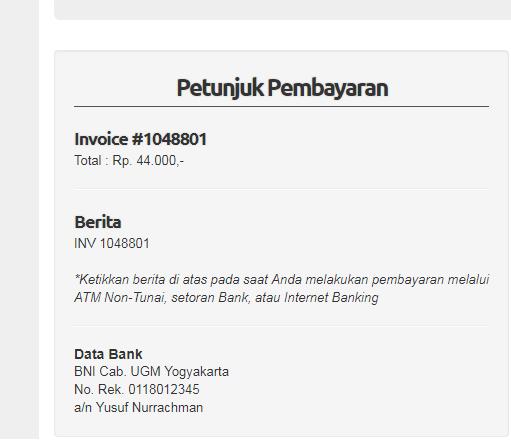 Petunjuk Pembayaran
Invoice #1048801
Total : Rp. 44.000,-
Berita
INV 1048801
*Ketikkan berita di atas pada saat Anda melakukan pembayaran melalui
ATM Non-Tunai, setoran Bank, atau Internet Banking
Data Bank
BNI Cab. UGM Yogyakarta
No. Rek. 0118012345
a/n Yusuf Nurrachman